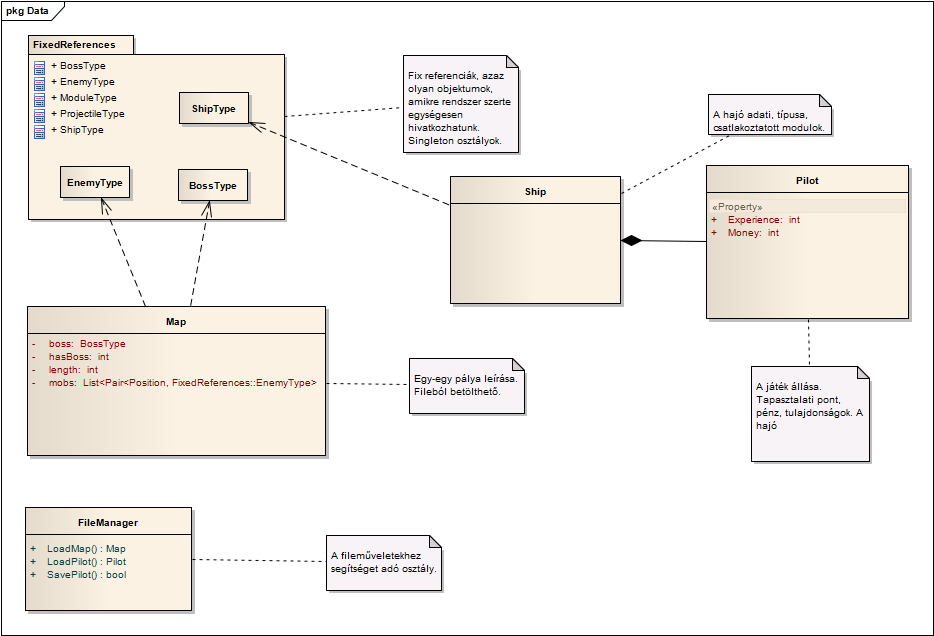 pkg Data
FixedReferences
+ BossType
+ EnemyType
+ ModuleType
+ ProjectileType
+ ShipType
ShipType
EnemyType
BossType
Fix referenciák, azaz
olyan objektumok,
amikre rendszer szerte
egységesen
hivatkozhatunk.
Singleton osztályok.
A hajó adati, típusa,
csatlakoztatott modulok.
Ship
Pilot
«Property»
+ Experience: int
+ Money: int
Map
- boss: BossType
- hasBoss: int
- length: int
- mobs: List<Pair<Position, FixedReferences::EnemyType>
Egy-egy pálya leírása.
Fileból betölthető.
A játék állása.
Tapasztalati pont,
pénz, tulajdonságok. A
hajó
FileManager
+ LoadMap() : Map
+ LoadPilot() : Pilot
+ SavePilot() : bool
A fileműveletekhez
segítséget adó osztály.